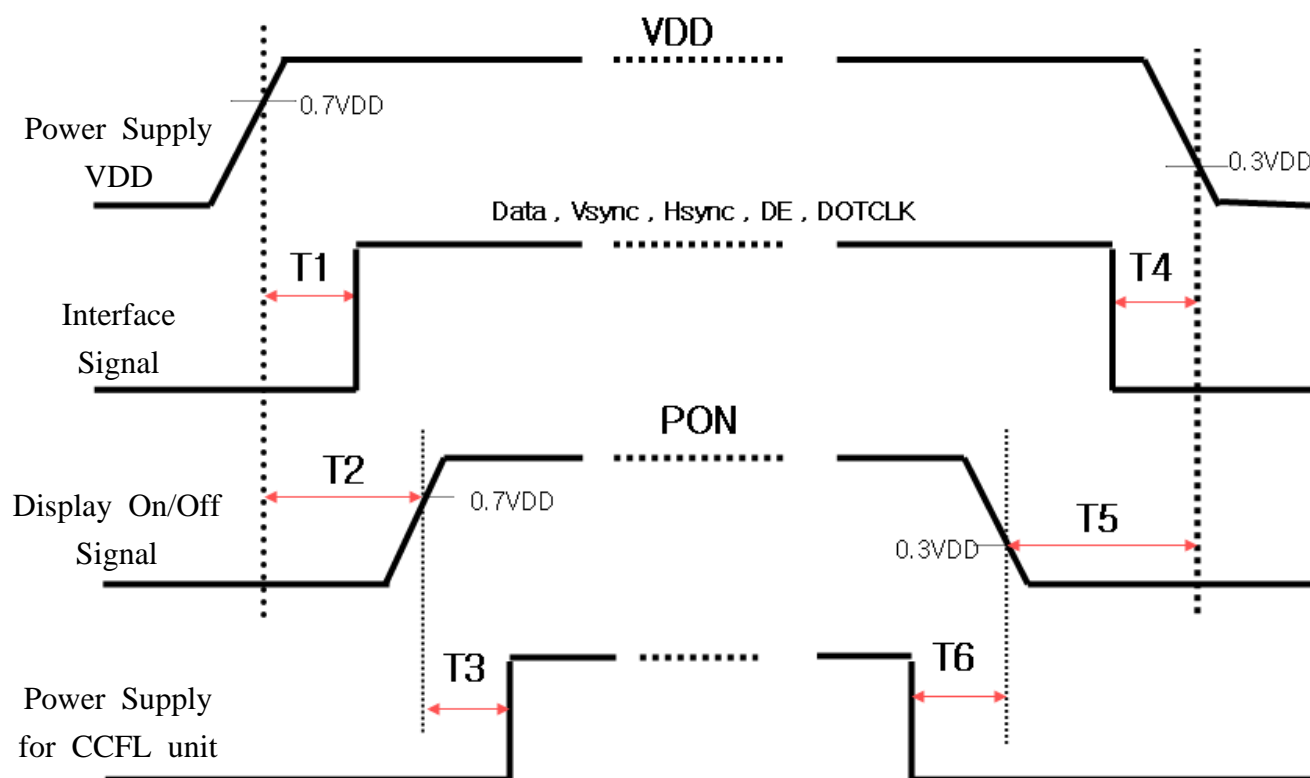 VDD
0.7VDD
Power Supply
VDD
0.3VDD
Data , Vsync , Hsync , DE , DOTCLK
T1
T4
Interface
Signal
PON
T2
0.7VDD
Display On/Off
Signal
T5
0.3VDD
T3
T6
Power Supply
for CCFL unit